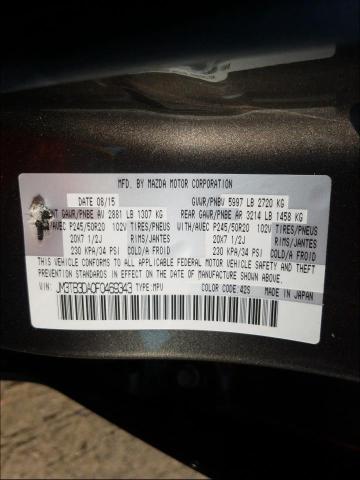 MFD. BY MAZDA MOTOR CORPORATION
DATE 08/15 GVWR/PNBV 5997 LB 2720 KG
NT GAWR/PNBE AV 2881 LB 1307 KG REAR GAWR/PNBE AR 3214 LB 1458 KG
/AVEC P245/50R20 102V TIRES/PNEUS WITH/AVEC P245/50R20 102V TIRES/PNEUS
20X7 1/2J RIMS/JANTES 20X7 1/2J RIMS/JANTES
230 KPA/34 PSI COLD/A FROID 230 KPA/34 PSI COLD/A FROID
THIS VEHICLE CONFORMS TO ALL APPLICABLE FEDERAL MOTOR VEHICLE SAFETY, BUMPER, AND THEFT
PREVENTION STANDARDS IN EFFECT ON THE DATE OF MANUFACTURE SHOWN ABOVE.
VIN: JM3TB3DA0F0469343 TYPE: MPV COLOR CODE: 42S MADE IN JAPAN